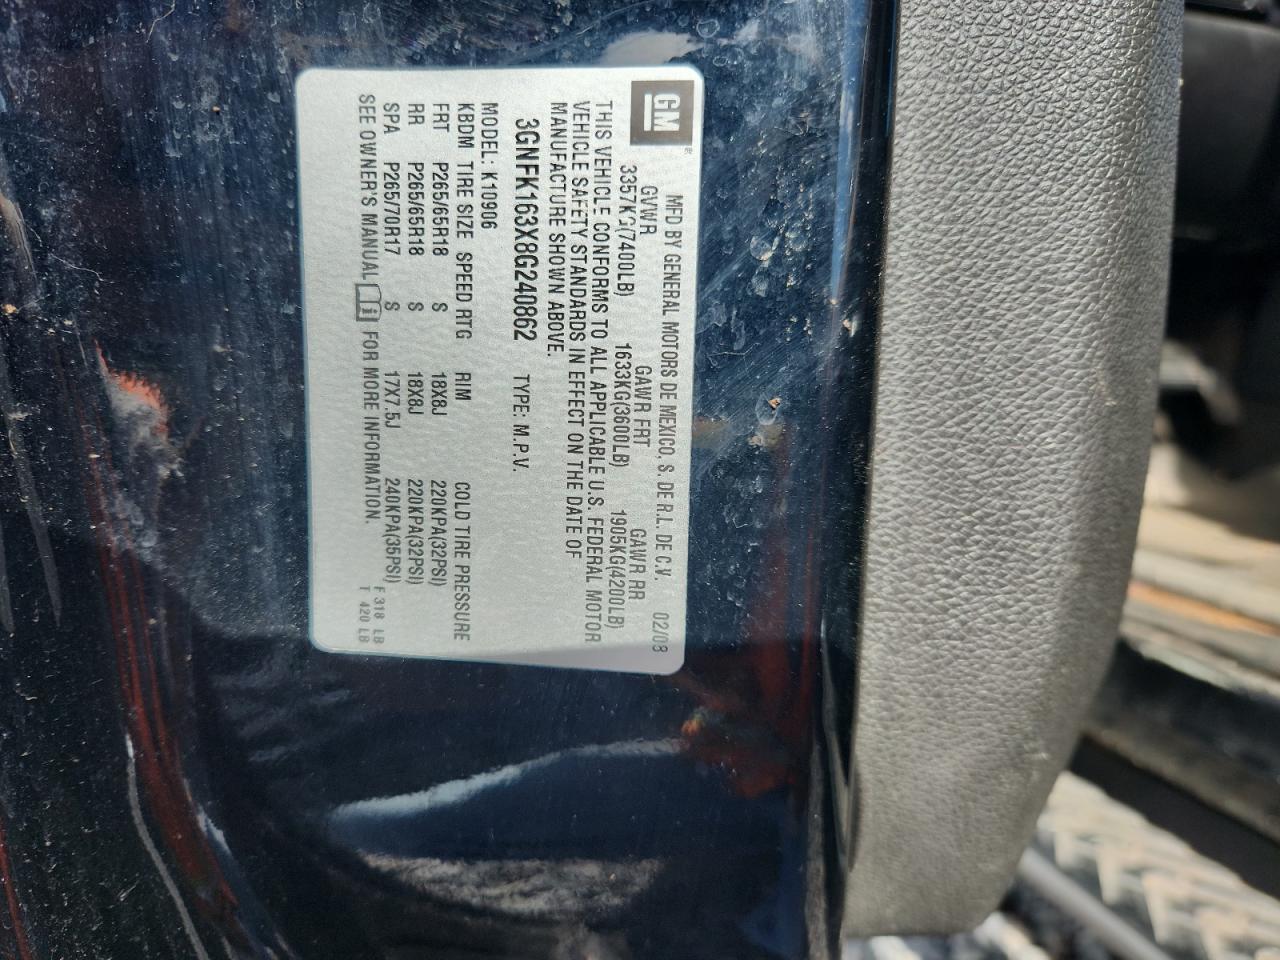 GM
MFD BY GENERAL MOTORS DE MEXICO, S. DE R.L. DE C.V. 02/08
GVWR GAWR FRT GAWR RR
3357KG(7400LB) 1633KG(3600LB) 1905KG(4200LB)
THIS VEHICLE CONFORMS TO ALL APPLICABLE U.S. FEDERAL MOTOR
VEHICLE SAFETY STANDARDS IN EFFECT ON THE DATE OF
MANUFACTURE SHOWN ABOVE.
3GNFK163X8G240862 TYPE: M.P.V.
MODEL: K10906
KBDM TIRE SIZE SPEED RTG RIM COLD TIRE PRESSURE
FRT P265/65R18 S 18X8J 220KPA(32PSI)
RR P265/65R18 S 18X8J 220KPA(32PSI)
SPA P265/70R17 S 17X7.5J 240KPA(35PSI)
SEE OWNER'S MANUAL i FOR MORE INFORMATION.
F 318 LB
T 420 LB